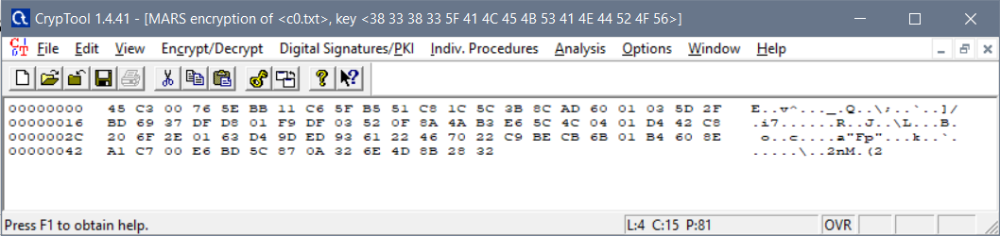 CrypTool 1.4.41 - [MARS encryption of <c0.txt>, key <38 33 38 33 5F 41 4C 45 4B 53 41 4E 44 52 4F 56>]
File Edit View Encrypt/Decrypt Digital Signatures/PKI Indiv. Procedures Analysis Options Window Help
00000000 45 C3 00 76 5E BB 11 C6 5F B5 51 C8 1C 5C 3B 8C AD 60 01 03 5D 2F E..v^..._.Q..\;..`..]/
00000016 BD 69 37 DF D8 01 F9 DF 03 52 0F 8A 4A B3 E6 5C 4C 04 01 D4 42 C8 .i7......R..J..\L...B.
0000002C 20 6F 2E 01 63 D4 9D ED 93 61 22 46 70 22 C9 BE CB 6B 01 B4 60 8E  o..c....a"Fp"...k..`.
00000042 A1 C7 00 E6 BD 5C 87 0A 32 6E 4D 8B 28 32 .....\..2nM.(2
Press F1 to obtain help. L:4 C:15 P:81 OVR